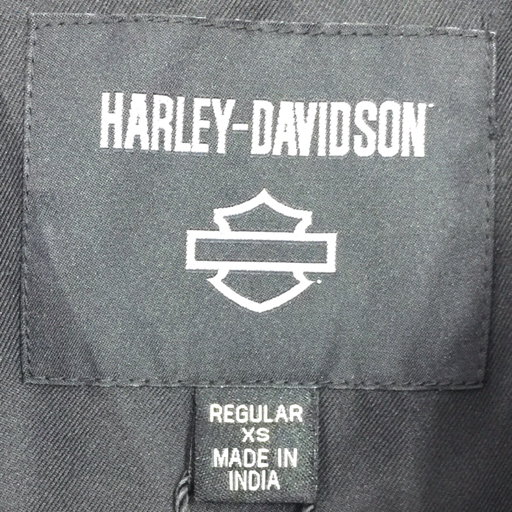 HARLEY-DAVIDSON
REGULAR
XS
MADE IN
INDIA